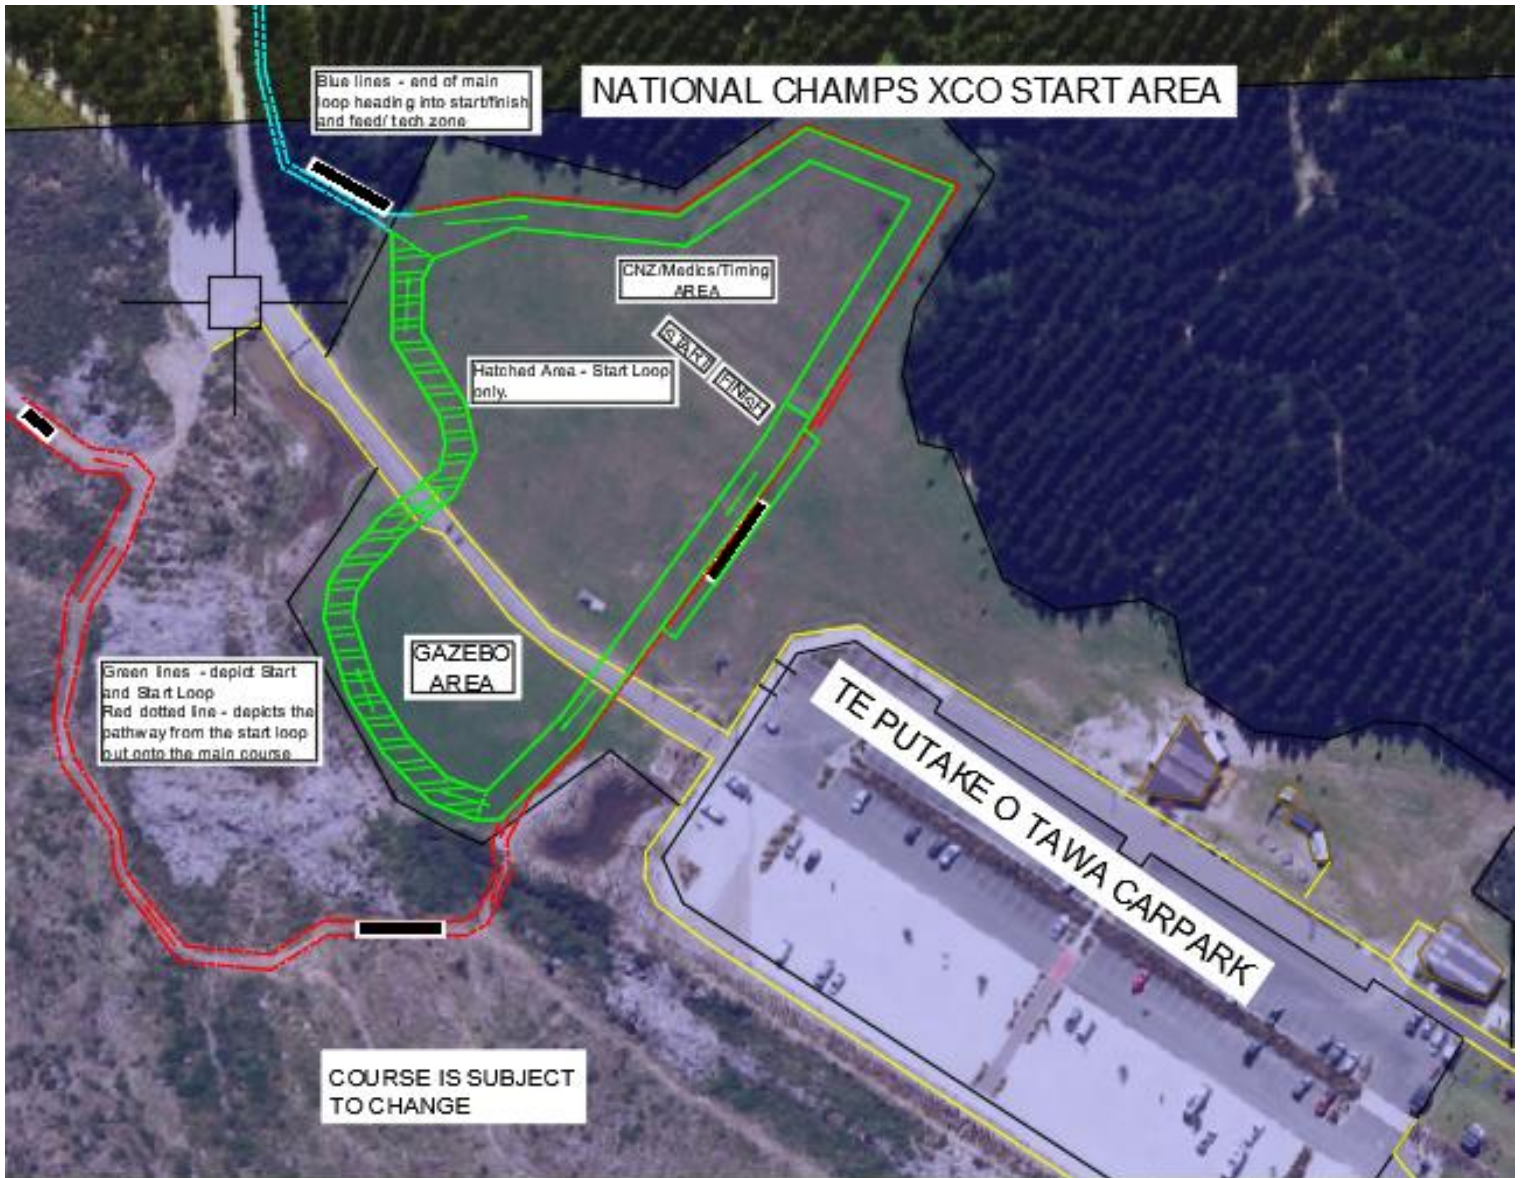 Blue lines - end of main
loop heading into start/finish
and feed/ tech zone
NATIONAL CHAMPS XCO START AREA
CNZ/Medics/Timing
AREA
START
FINISH
Hatched Area - Start Loop
only.
GAZEBO
AREA
Green lines - depict Start
and Start Loop
Red dotted line - depicts the
pathway from the start loop
out onto the main course
TE PUTAKE O TAWA CARPARK
COURSE IS SUBJECT
TO CHANGE